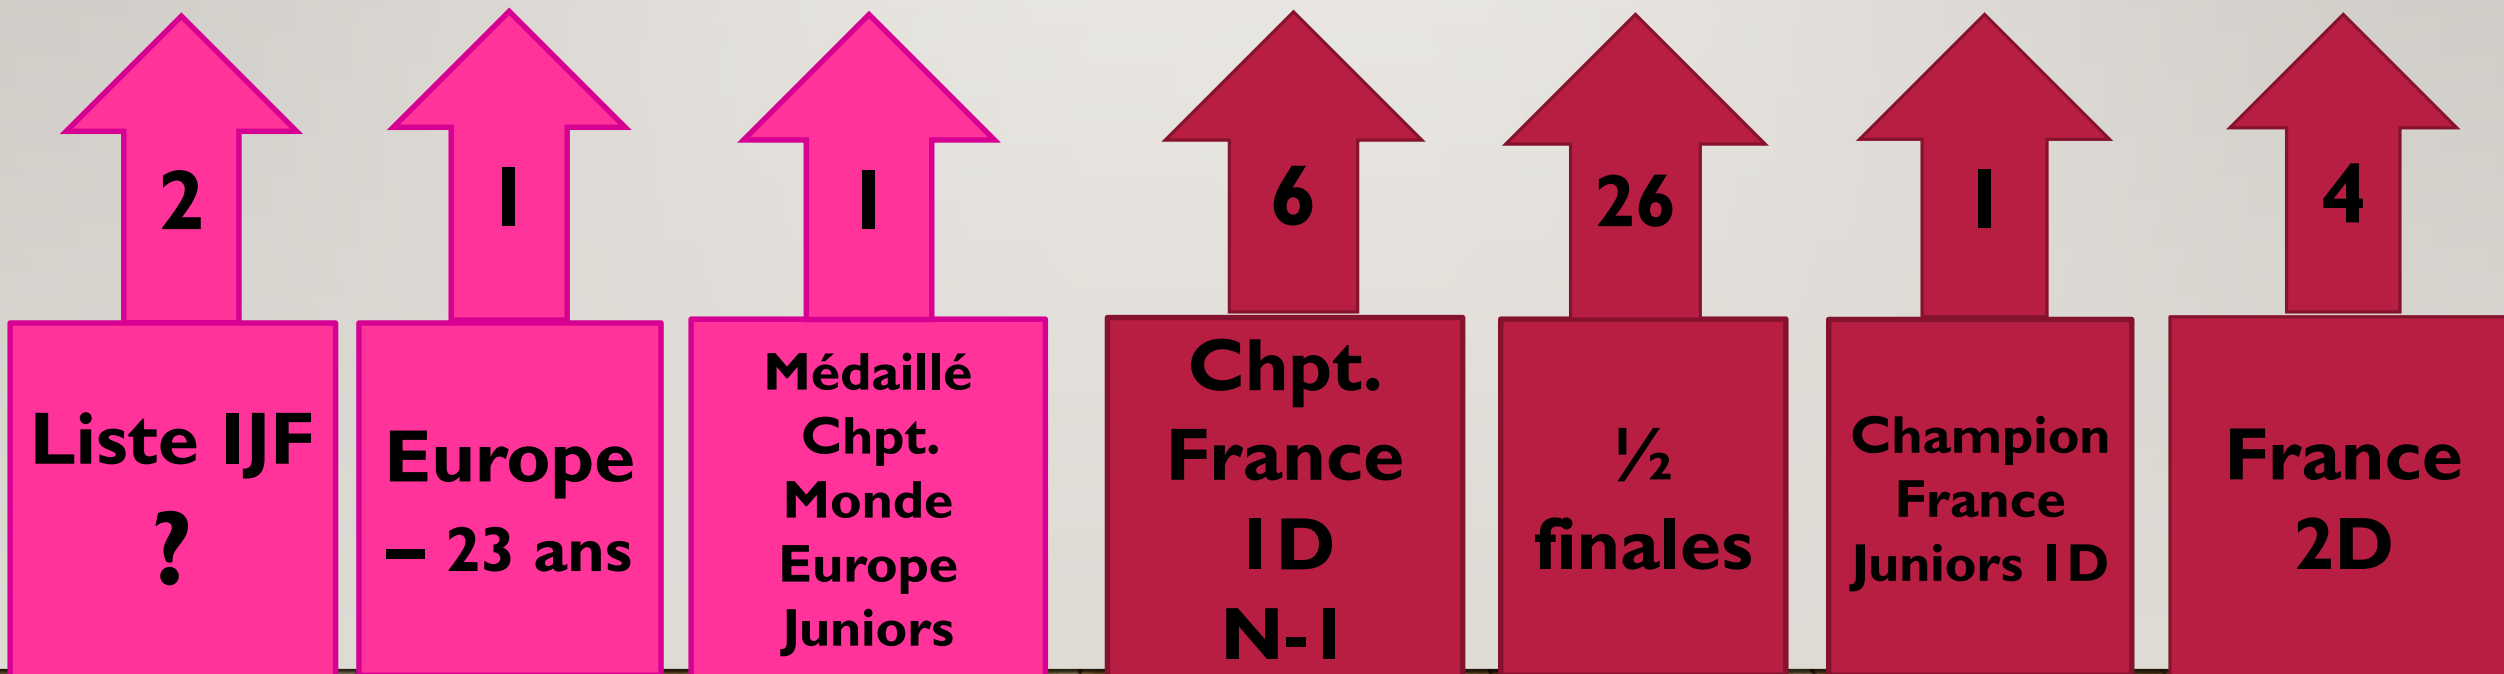 2
1
1
6
26
1
4
Liste IJF
?
Europe
– 23 ans
Médaillé
Chpt.
Monde
Europe
Juniors
Chpt.
France
1D
N-1
½
finales
Champion
France
Juniors 1D
France
2D